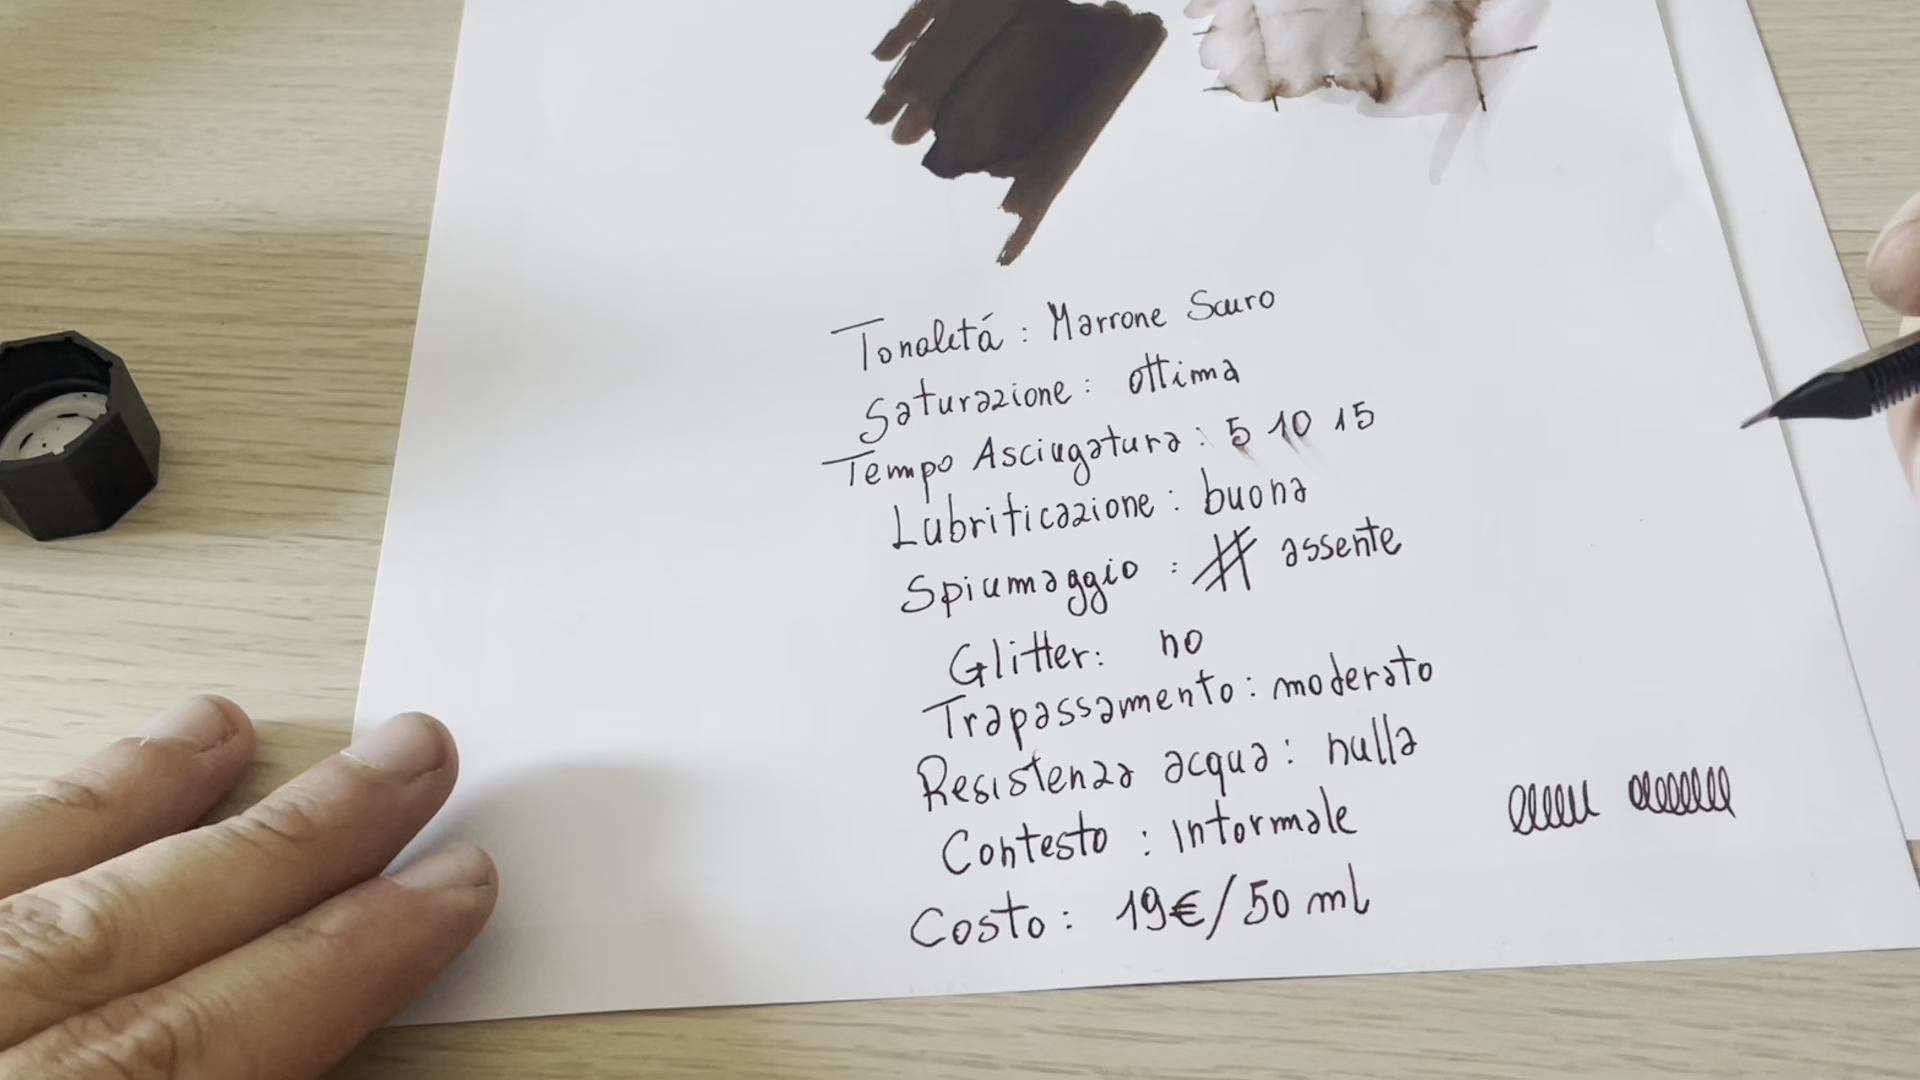 Tonalitá: Marrone Scuro
Saturazione: ottima
Tempo Asciugatura: 5 10 15
Lubrificazione: buona
Spiumaggio: # assente
Glitter: no
Trapassamento: moderato
Resistenza acqua: nulla
Contesto: informale
Costo: 19€/50 ml